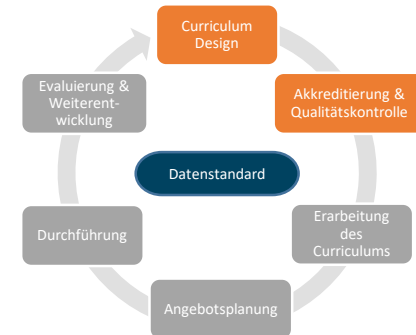 Curriculum
Design
Akkreditierung &
Qualitätskontrolle
Erarbeitung
des
Curriculums
Angebotsplanung
Durchführung
Evaluierung &
Weiterent-
wicklung
Datenstandard